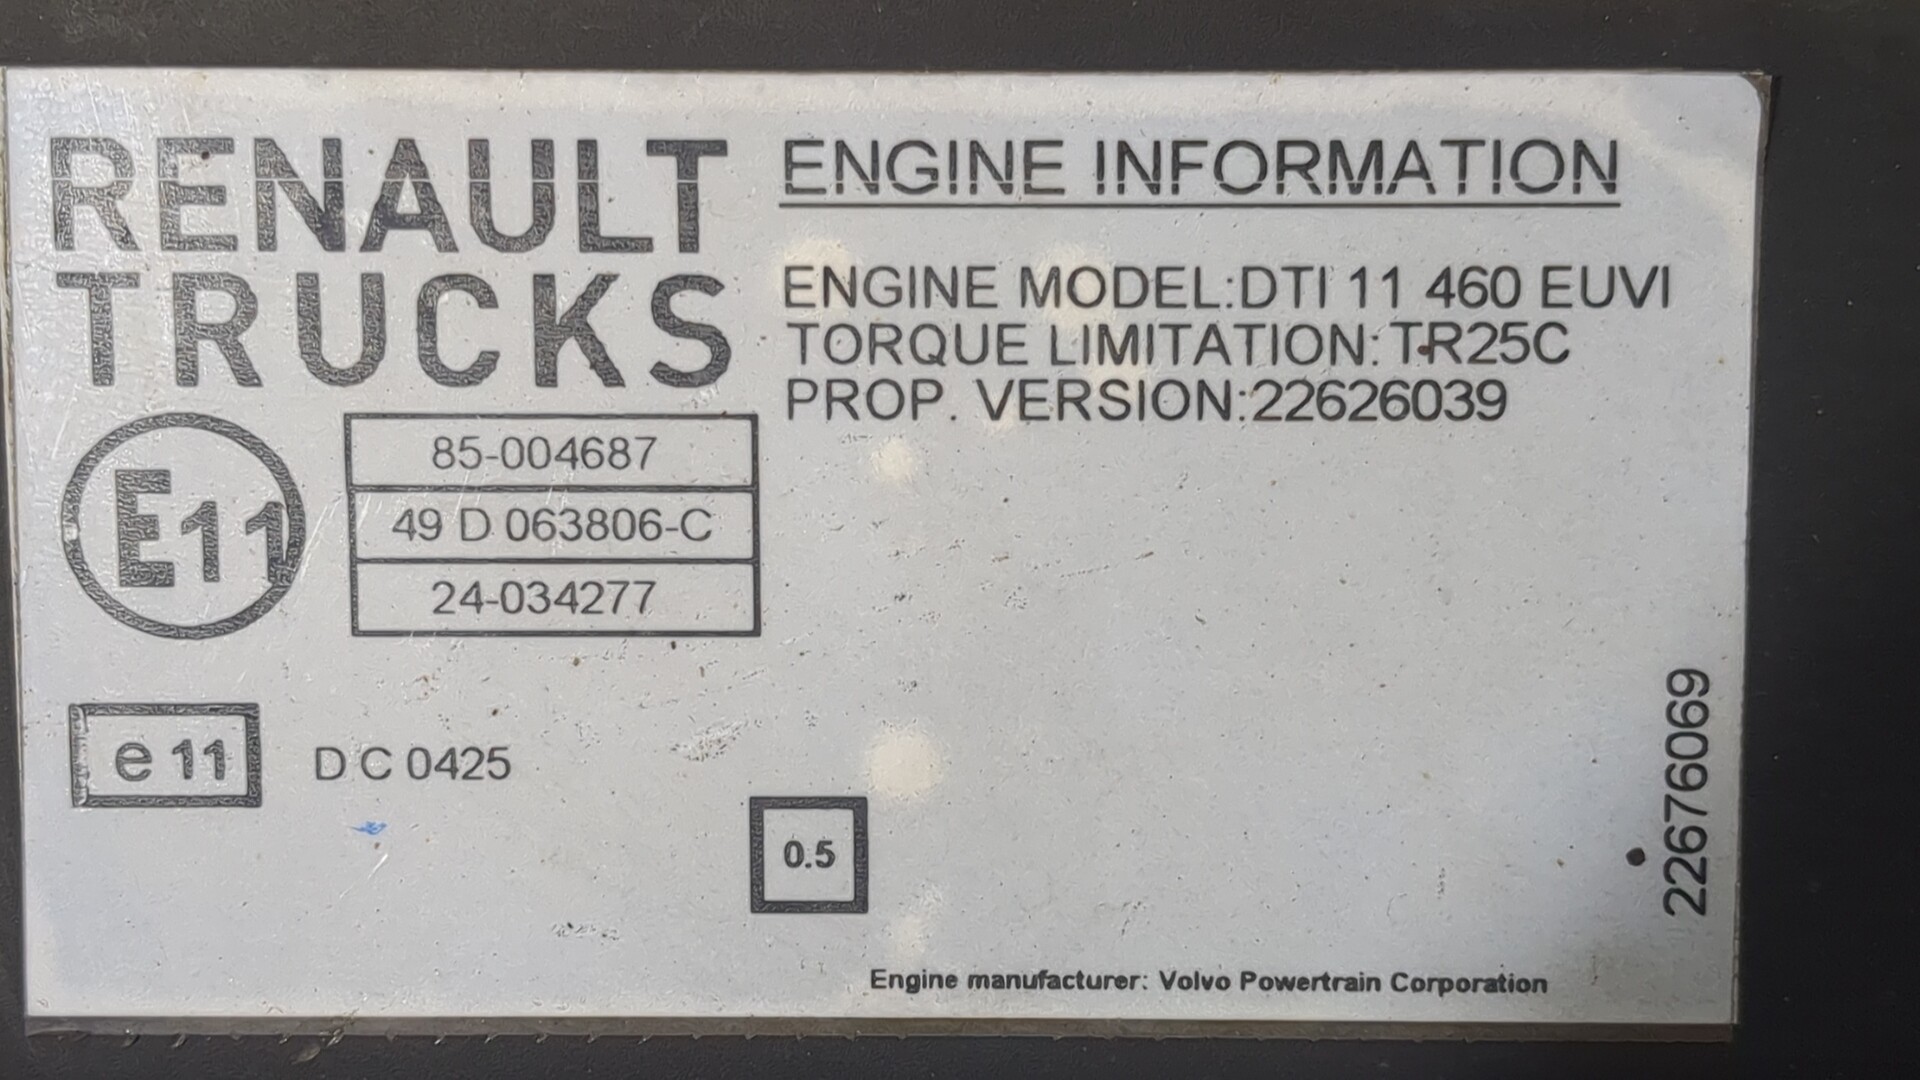 RENAULT
TRUCKS
ENGINE INFORMATION
ENGINE MODEL:DTI 11 460 EUVI
TORQUE LIMITATION:TR25C
PROP. VERSION:22626039
E11
85-004687
49 D 063806-C
24-034277
e 11
D C 0425
0.5
22676069
Engine manufacturer: Volvo Powertrain Corporation